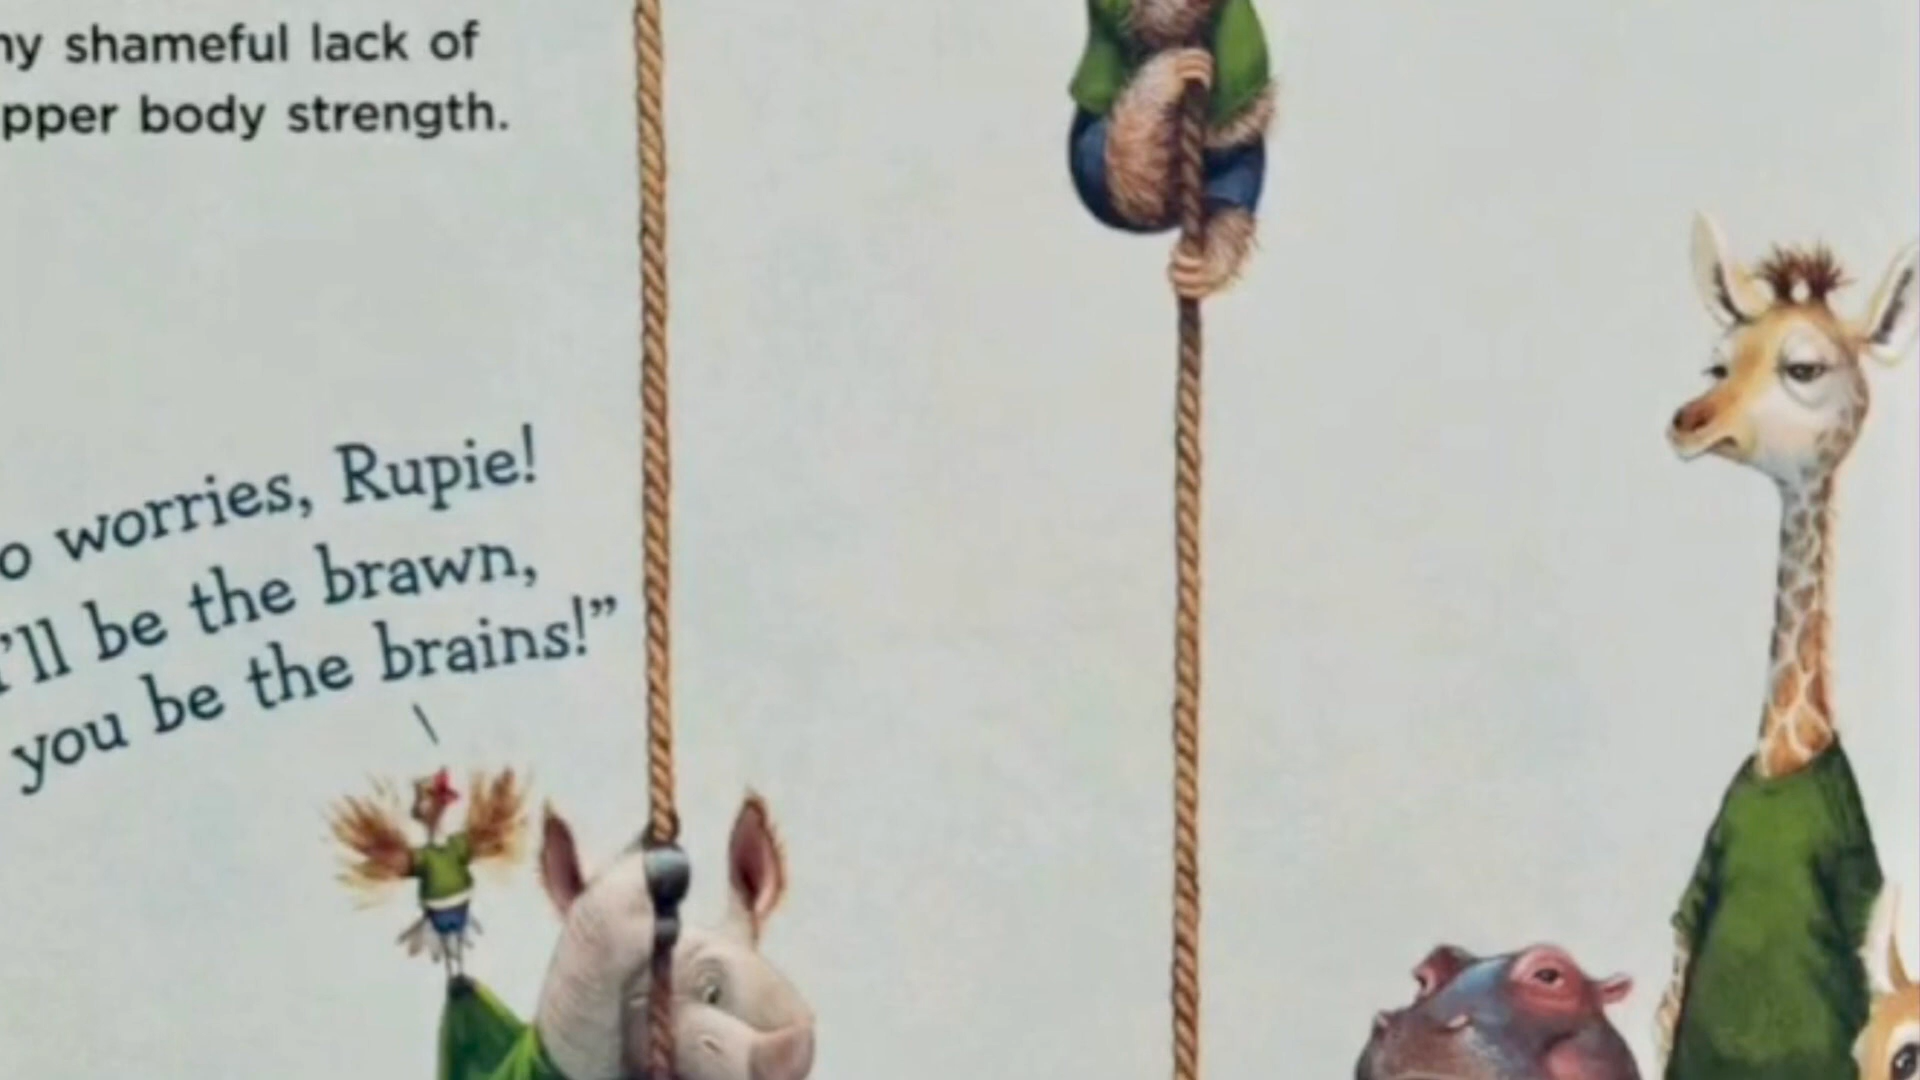 ny shameful lack of
pper body strength.
o worries, Rupie!
I'll be the brawn,
you be the brains!”